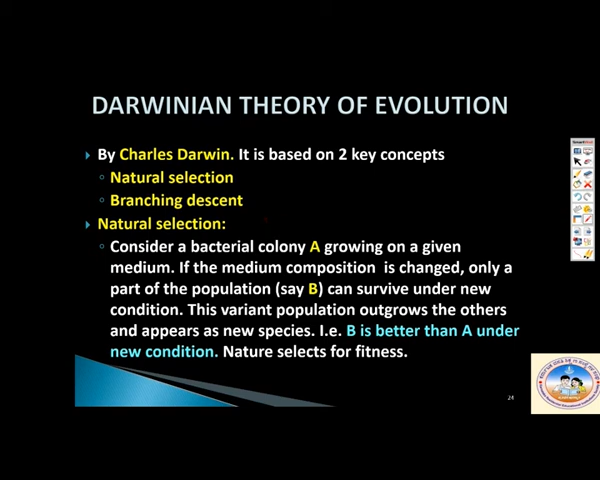 DARWINIAN THEORY OF EVOLUTION
By Charles Darwin. It is based on 2 key concepts
Natural selection
Branching descent
Natural selection:
Consider a bacterial colony A growing on a given
medium. If the medium composition is changed, only a
part of the population (say B) can survive under new
condition. This variant population outgrows the others
and appears as new species. I.e. B is better than A under
new condition. Nature selects for fitness.
24